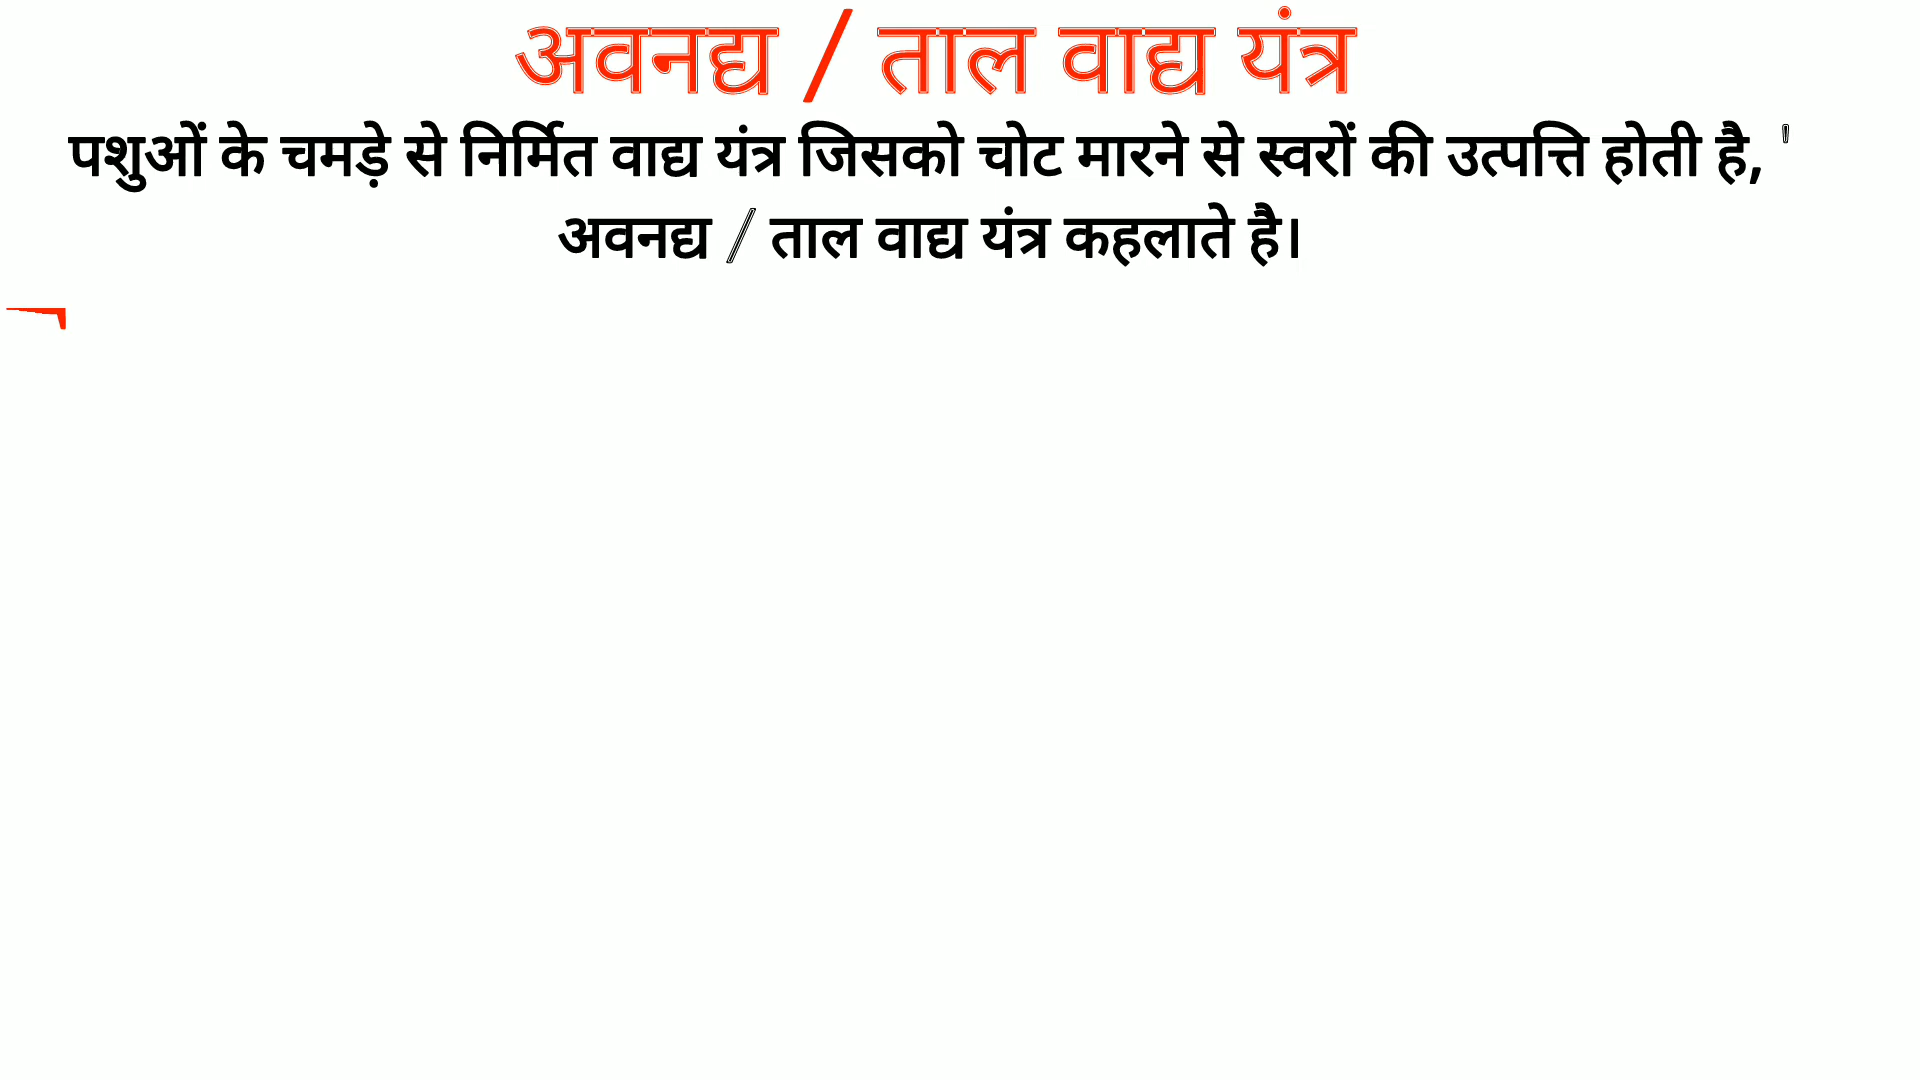 अवनद्य / ताल वाद्य यंत्र
पशुओं के चमड़े से निर्मित वाद्य यंत्र जिसको चोट मारने से स्वरों की उत्पत्ति होती है, '
अवनद्य / ताल वाद्य यंत्र कहलाते है।